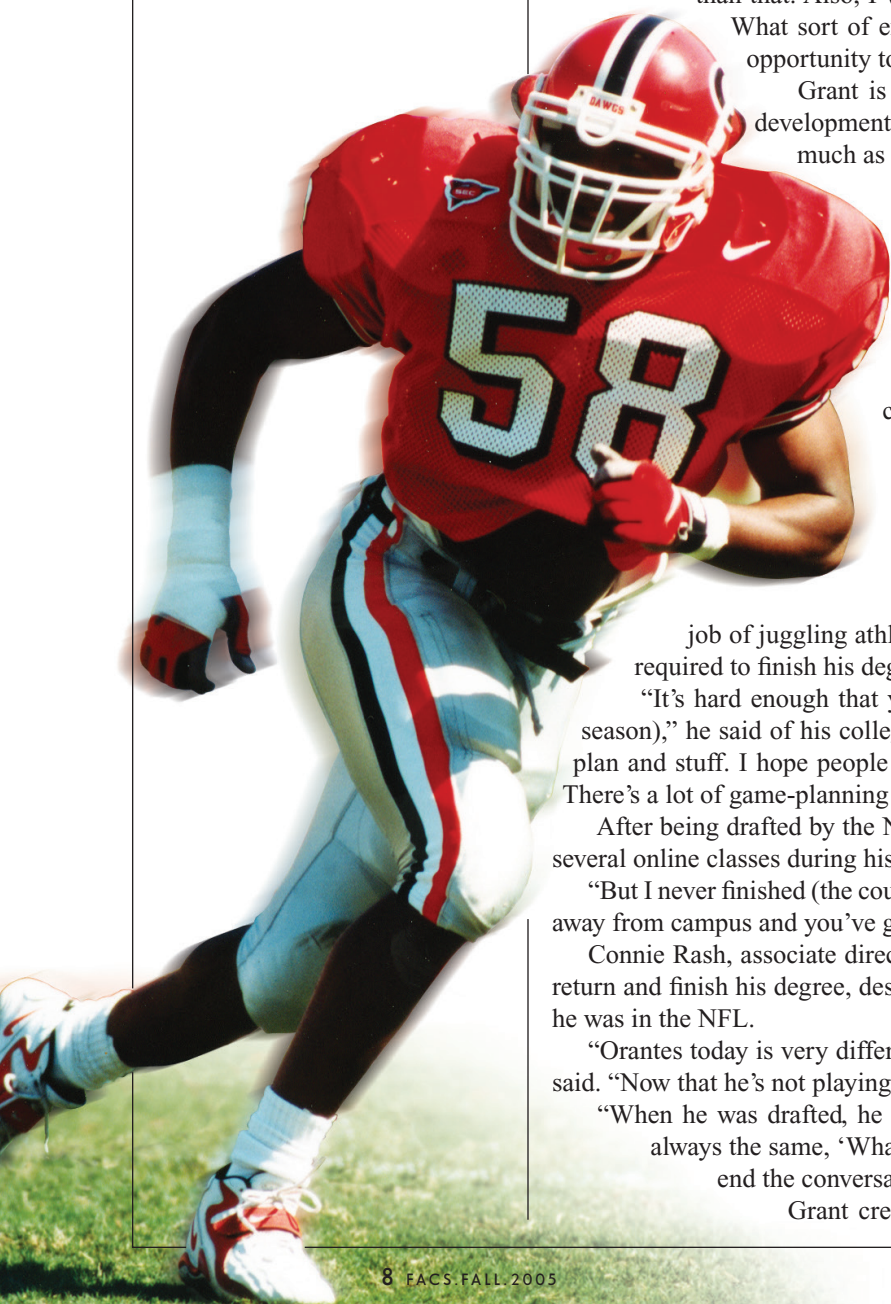 than that. Also, I
What sort of e
opportunity to
Grant is
development
much as
DAWGS
SEC
58
c
job of juggling athl
required to finish his deg
“It’s hard enough that y
season),” he said of his colle
plan and stuff. I hope people
There’s a lot of game-planning
After being drafted by the N
several online classes during his
“But I never finished (the cou
away from campus and you’ve g
Connie Rash, associate direc
return and finish his degree, des
he was in the NFL.
“Orantes today is very differ
said. “Now that he’s not playing
“When he was drafted, he
always the same, ‘Wha
end the conversa
Grant cre
8 FACS.FALL.2005